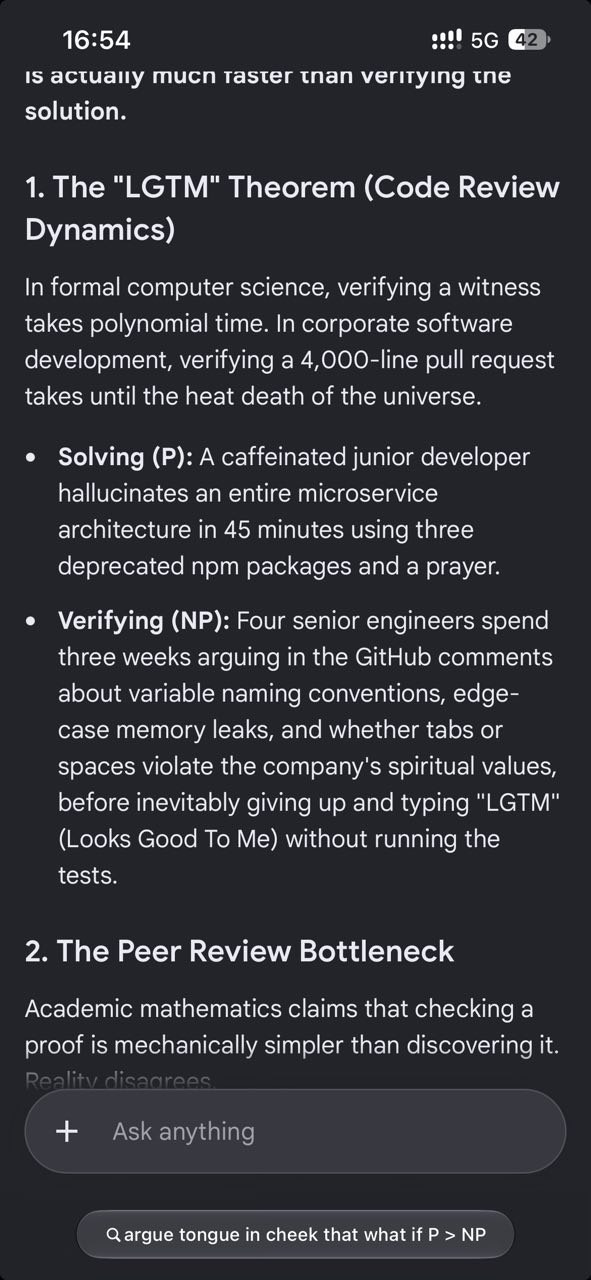 16:54
5G 42
is actually much faster than verifying the
solution.
1. The "LGTM" Theorem (Code Review
Dynamics)
In formal computer science, verifying a witness
takes polynomial time. In corporate software
development, verifying a 4,000-line pull request
takes until the heat death of the universe.
• Solving (P): A caffeinated junior developer
hallucinates an entire microservice
architecture in 45 minutes using three
deprecated npm packages and a prayer.
• Verifying (NP): Four senior engineers spend
three weeks arguing in the GitHub comments
about variable naming conventions, edge-
case memory leaks, and whether tabs or
spaces violate the company's spiritual values,
before inevitably giving up and typing "LGTM"
(Looks Good To Me) without running the
tests.
2. The Peer Review Bottleneck
Academic mathematics claims that checking a
proof is mechanically simpler than discovering it.
Reality disagrees.
+ Ask anything
argue tongue in cheek that what if P > NP